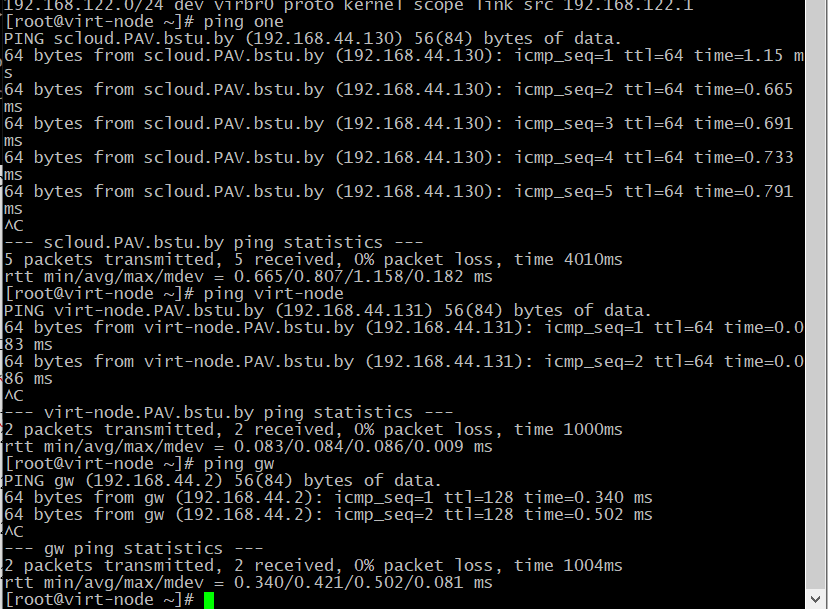 192.168.122.0/24 dev virbr0 proto kernel scope link src 192.168.122.1
[root@virt-node ~]# ping one
PING scloud.PAV.bstu.by (192.168.44.130) 56(84) bytes of data.
64 bytes from scloud.PAV.bstu.by (192.168.44.130): icmp_seq=1 ttl=64 time=1.15 m
s
64 bytes from scloud.PAV.bstu.by (192.168.44.130): icmp_seq=2 ttl=64 time=0.665
ms
64 bytes from scloud.PAV.bstu.by (192.168.44.130): icmp_seq=3 ttl=64 time=0.691
ms
64 bytes from scloud.PAV.bstu.by (192.168.44.130): icmp_seq=4 ttl=64 time=0.733
ms
64 bytes from scloud.PAV.bstu.by (192.168.44.130): icmp_seq=5 ttl=64 time=0.791
ms
^C
--- scloud.PAV.bstu.by ping statistics ---
5 packets transmitted, 5 received, 0% packet loss, time 4010ms
rtt min/avg/max/mdev = 0.665/0.807/1.158/0.182 ms
[root@virt-node ~]# ping virt-node
PING virt-node.PAV.bstu.by (192.168.44.131) 56(84) bytes of data.
64 bytes from virt-node.PAV.bstu.by (192.168.44.131): icmp_seq=1 ttl=64 time=0.0
83 ms
64 bytes from virt-node.PAV.bstu.by (192.168.44.131): icmp_seq=2 ttl=64 time=0.0
86 ms
^C
--- virt-node.PAV.bstu.by ping statistics ---
2 packets transmitted, 2 received, 0% packet loss, time 1000ms
rtt min/avg/max/mdev = 0.083/0.084/0.086/0.009 ms
[root@virt-node ~]# ping gw
PING gw (192.168.44.2) 56(84) bytes of data.
64 bytes from gw (192.168.44.2): icmp_seq=1 ttl=128 time=0.340 ms
64 bytes from gw (192.168.44.2): icmp_seq=2 ttl=128 time=0.502 ms
^C
--- gw ping statistics ---
2 packets transmitted, 2 received, 0% packet loss, time 1004ms
rtt min/avg/max/mdev = 0.340/0.421/0.502/0.081 ms
[root@virt-node ~]#